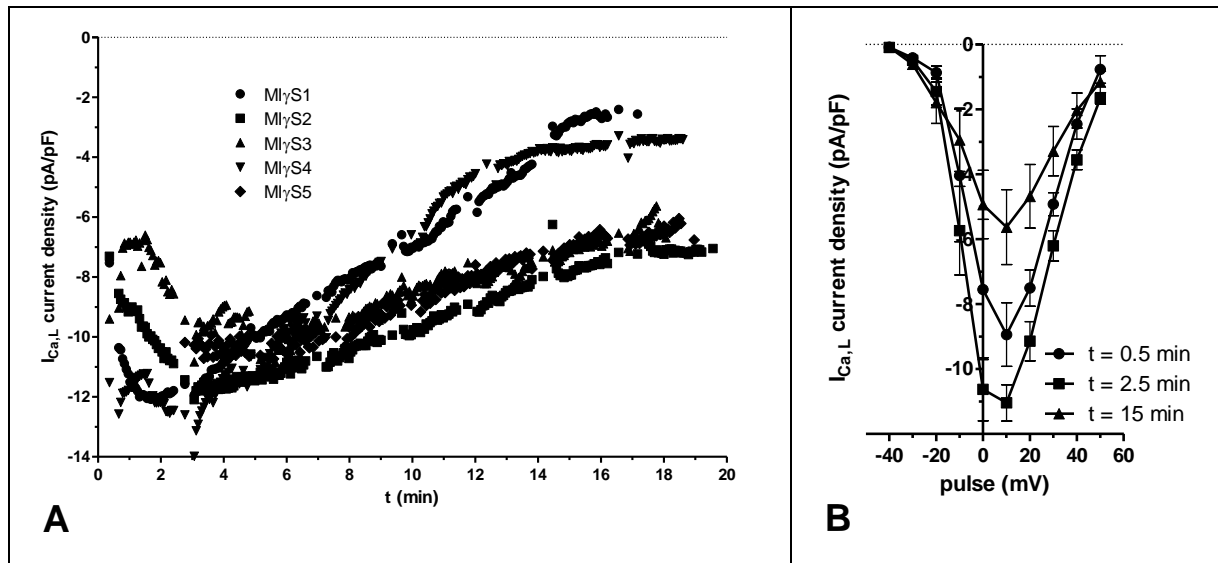 0
-2
-4
-6
-8
-10
-12
-14
I_Ca,L current density (pA/pF)
MIγS1
MIγS2
MIγS3
MIγS4
MIγS5
0 2 4 6 8 10 12 14 16 18 20
t (min)
A
0
-2
-4
-6
-8
-10
I_Ca,L current density (pA/pF)
t = 0.5 min
t = 2.5 min
t = 15 min
-40 -20 0 20 40 60
pulse (mV)
B